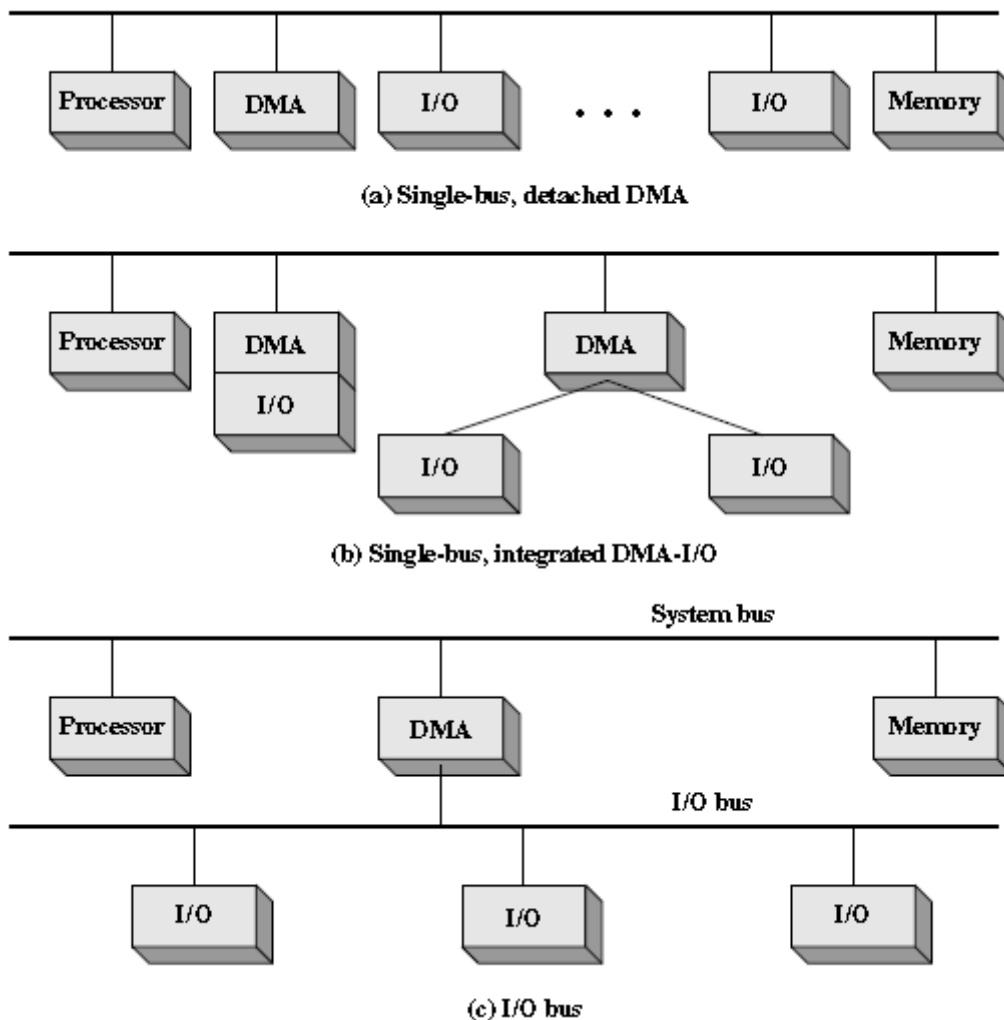 Processor
DMA
I/O
. . .
I/O
Memory
(a) Single-bus, detached DMA
Processor
DMA
DMA
Memory
I/O
I/O
I/O
(b) Single-bus, integrated DMA-I/O
System bus
Processor
DMA
Memory
I/O bus
I/O
I/O
I/O
(c) I/O bus